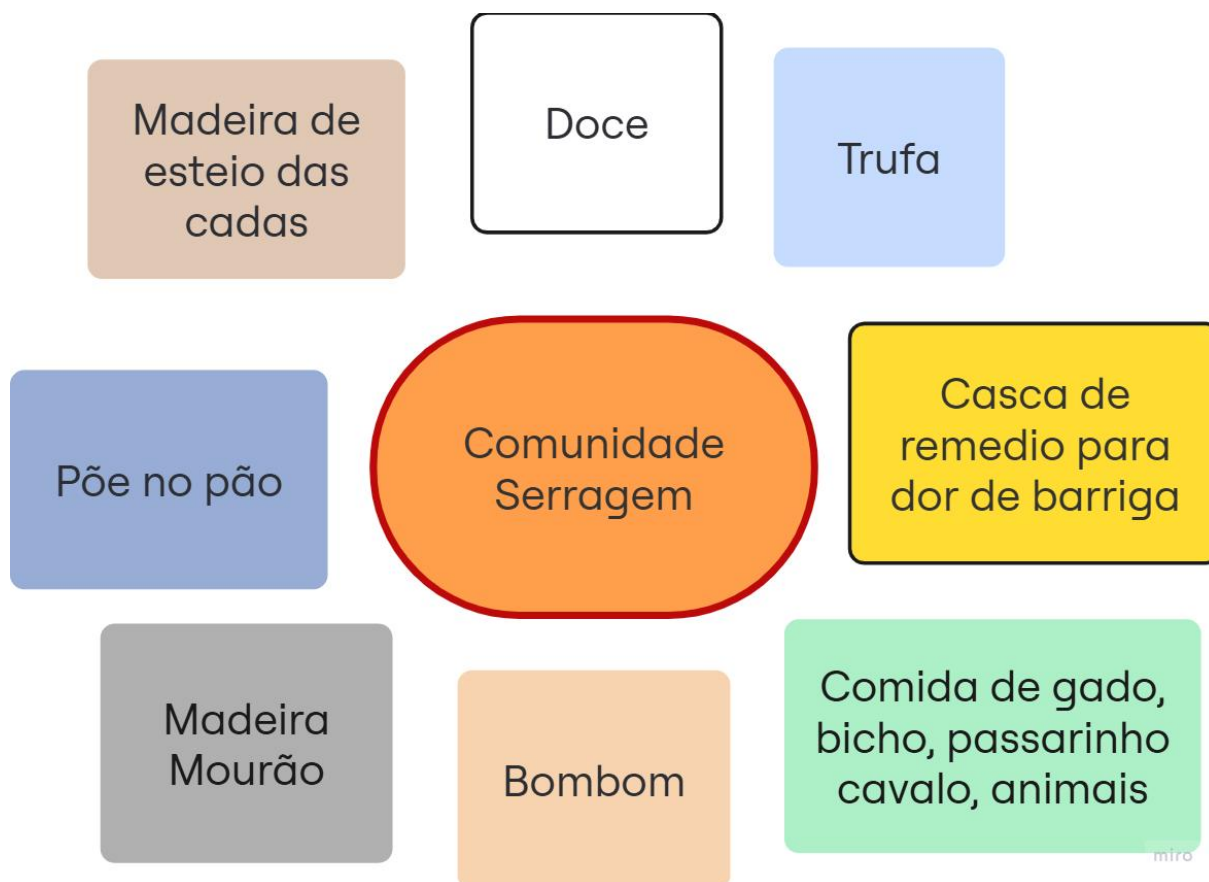 Madeira de
esteio das
cadas
Doce
Trufa
Põe no pão
Comunidade
Serragem
Casca de
remedio para
dor de barriga
Madeira
Mourão
Bombom
Comida de gado,
bicho, passarinho
cavalo, animais
miro